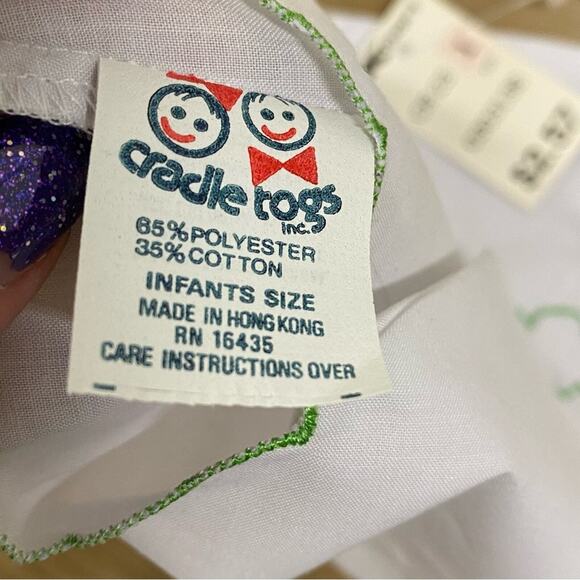 cradle togs
inc.
65% POLYESTER
35% COTTON
INFANTS SIZE
MADE IN HONG KONG
RN 16435
CARE INSTRUCTIONS OVER